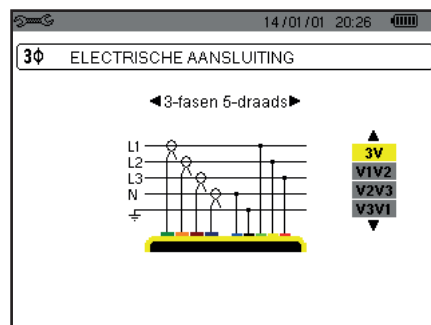 14/01/01 20:26
3Φ ELECTRISCHE AANSLUITING
◄3-fasen 5-draads►
L1
L2
L3
N
3V
V1V2
V2V3
V3V1